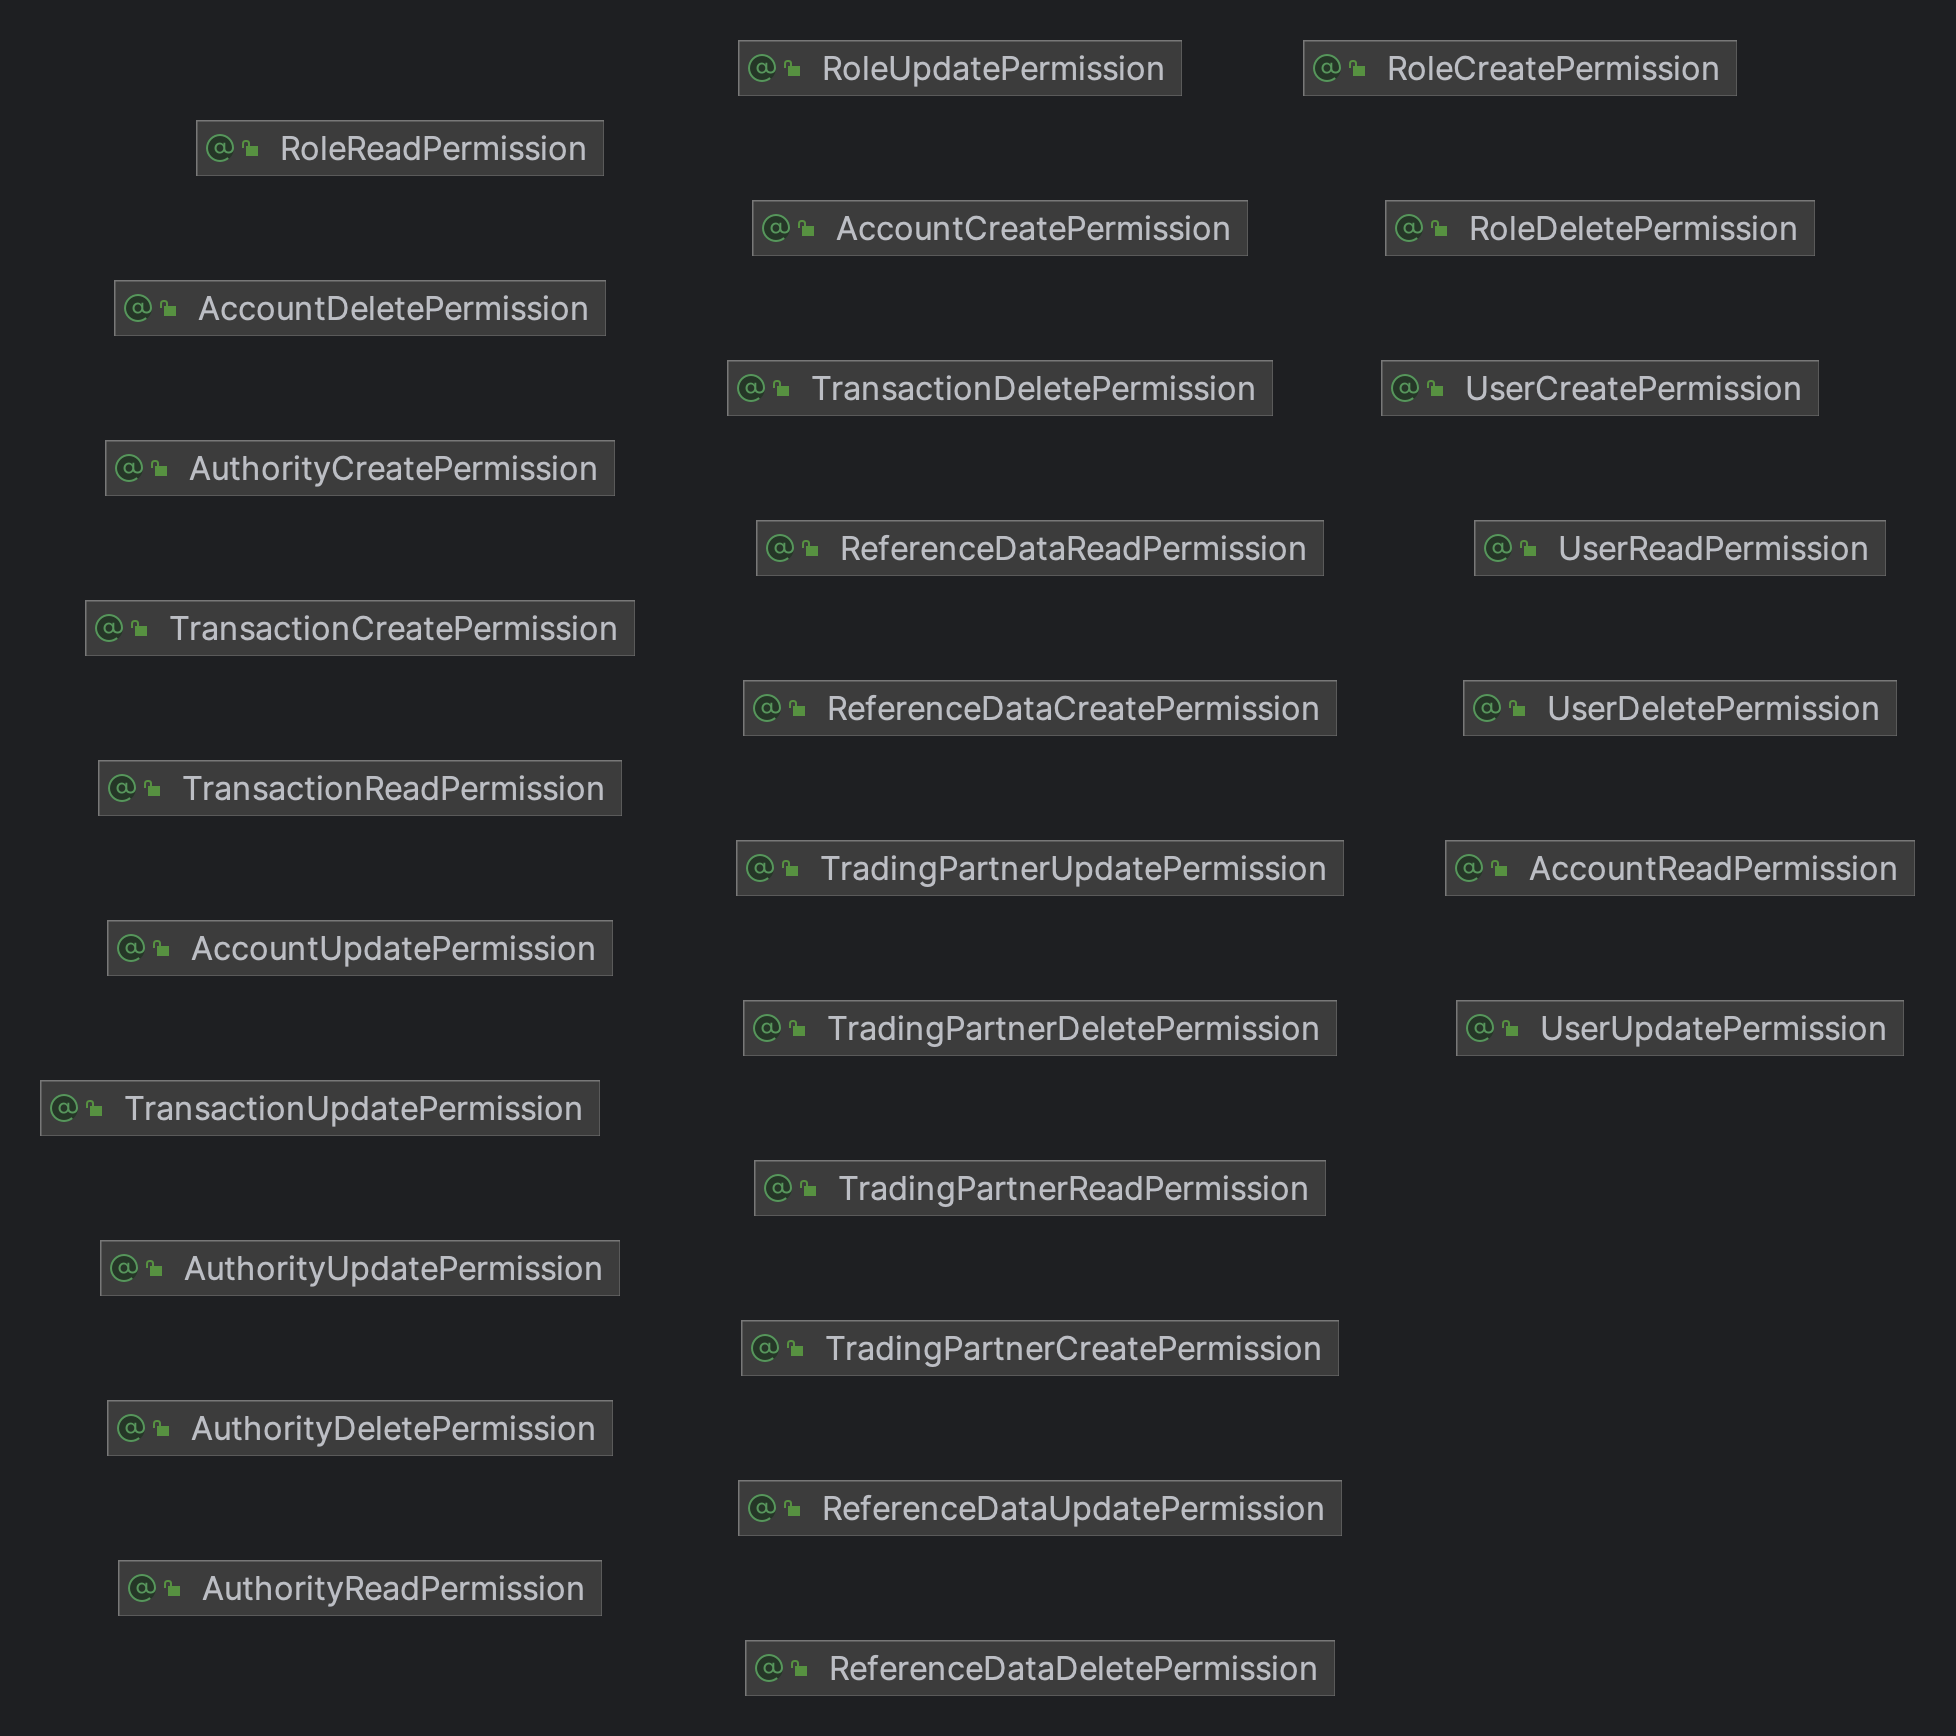 RoleUpdatePermission
RoleCreatePermission
RoleReadPermission
AccountCreatePermission
RoleDeletePermission
AccountDeletePermission
TransactionDeletePermission
UserCreatePermission
AuthorityCreatePermission
ReferenceDataReadPermission
UserReadPermission
TransactionCreatePermission
ReferenceDataCreatePermission
UserDeletePermission
TransactionReadPermission
TradingPartnerUpdatePermission
AccountReadPermission
AccountUpdatePermission
TradingPartnerDeletePermission
UserUpdatePermission
TransactionUpdatePermission
TradingPartnerReadPermission
AuthorityUpdatePermission
TradingPartnerCreatePermission
AuthorityDeletePermission
ReferenceDataUpdatePermission
AuthorityReadPermission
ReferenceDataDeletePermission